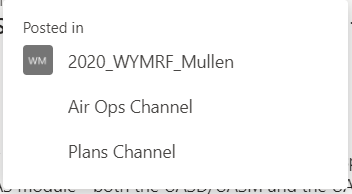 Posted in
WM 2020_WYMRF_Mullen
Air Ops Channel
Plans Channel